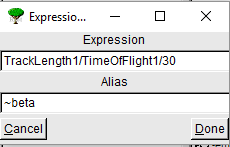 Expressio...
Expression
TrackLength1/TimeOfFlight1/30
Alias
~beta
Cancel
Done